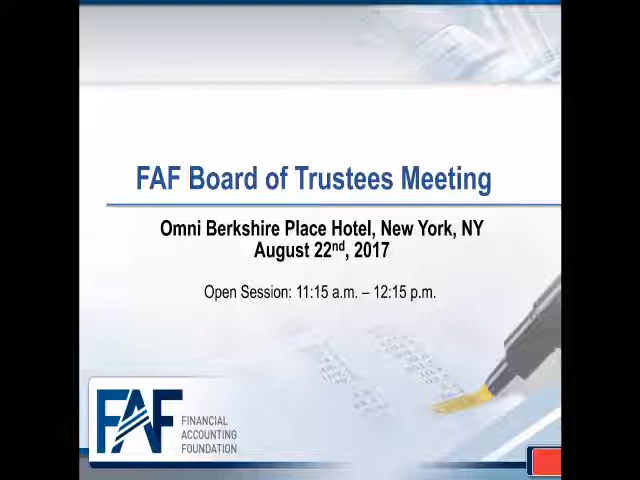 FAF Board of Trustees Meeting
Omni Berkshire Place Hotel, New York, NY
August 22nd, 2017
Open Session: 11:15 a.m. – 12:15 p.m.
FAF
FINANCIAL
ACCOUNTING
FOUNDATION